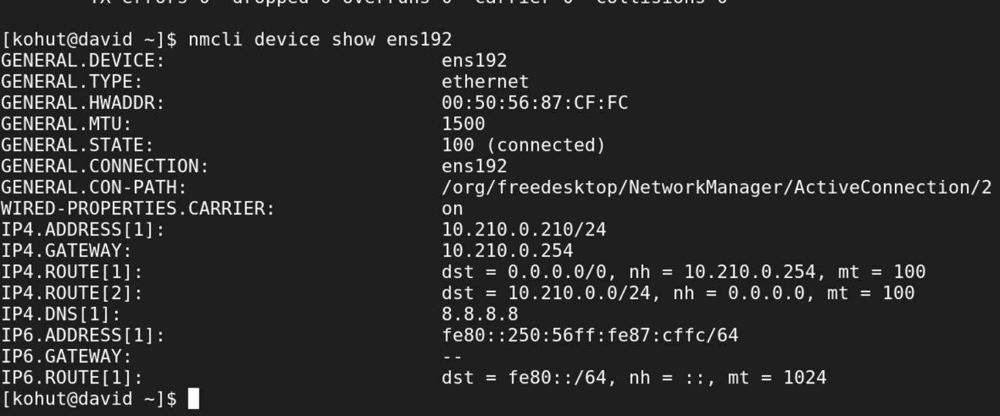 TX errors 0 dropped 0 overruns 0 carrier 0 collisions 0
[kohut@david ~]$ nmcli device show ens192
GENERAL.DEVICE: ens192
GENERAL.TYPE: ethernet
GENERAL.HWADDR: 00:50:56:87:CF:FC
GENERAL.MTU: 1500
GENERAL.STATE: 100 (connected)
GENERAL.CONNECTION: ens192
GENERAL.CON-PATH: /org/freedesktop/NetworkManager/ActiveConnection/2
WIRED-PROPERTIES.CARRIER: on
IP4.ADDRESS[1]: 10.210.0.210/24
IP4.GATEWAY: 10.210.0.254
IP4.ROUTE[1]: dst = 0.0.0.0/0, nh = 10.210.0.254, mt = 100
IP4.ROUTE[2]: dst = 10.210.0.0/24, nh = 0.0.0.0, mt = 100
IP4.DNS[1]: 8.8.8.8
IP6.ADDRESS[1]: fe80::250:56ff:fe87:cffc/64
IP6.GATEWAY: --
IP6.ROUTE[1]: dst = fe80::/64, nh = ::, mt = 1024
[kohut@david ~]$